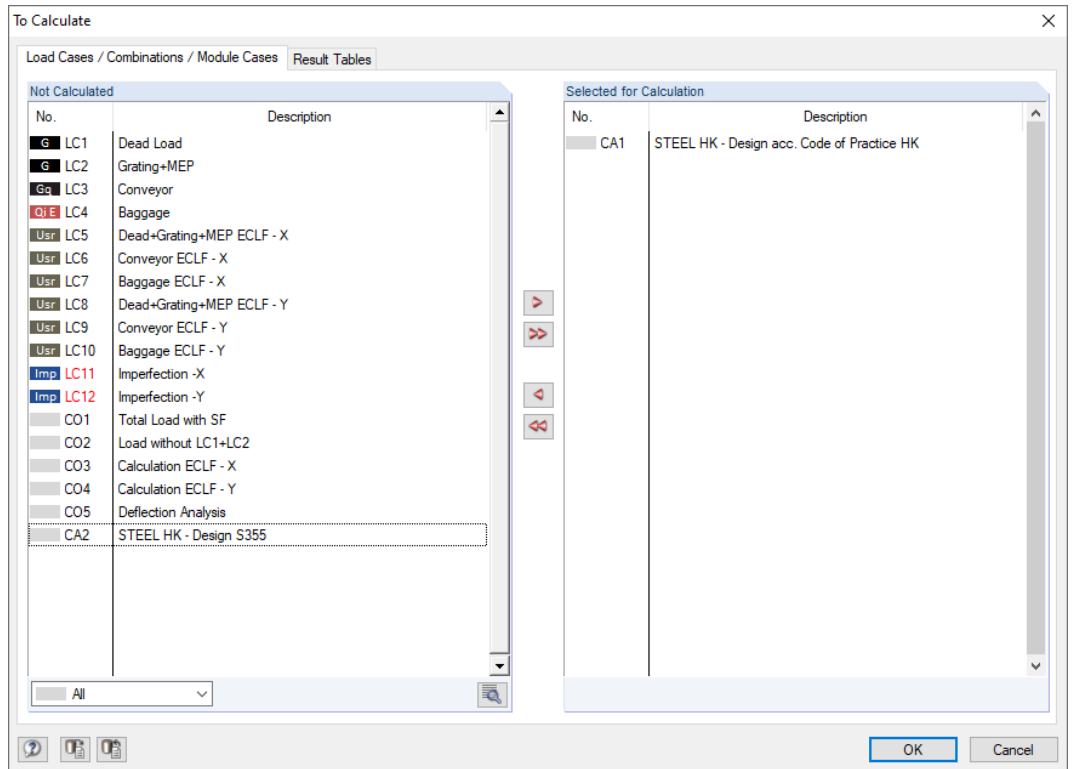 To Calculate
Load Cases / Combinations / Module Cases Result Tables
Not Calculated Selected for Calculation
No. Description No. Description
G LC1 Dead Load CA1 STEEL HK - Design acc. Code of Practice HK
G LC2 Grating+MEP
Gq LC3 Conveyor
Qi E LC4 Baggage
Usr LC5 Dead+Grating+MEP ECLF - X
Usr LC6 Conveyor ECLF - X
Usr LC7 Baggage ECLF - X
Usr LC8 Dead+Grating+MEP ECLF - Y
Usr LC9 Conveyor ECLF - Y
Usr LC10 Baggage ECLF - Y
Imp LC11 Imperfection -X
Imp LC12 Imperfection -Y
CO1 Total Load with SF
CO2 Load without LC1+LC2
CO3 Calculation ECLF - X
CO4 Calculation ECLF - Y
CO5 Deflection Analysis
CA2 STEEL HK - Design S355
All
OK Cancel